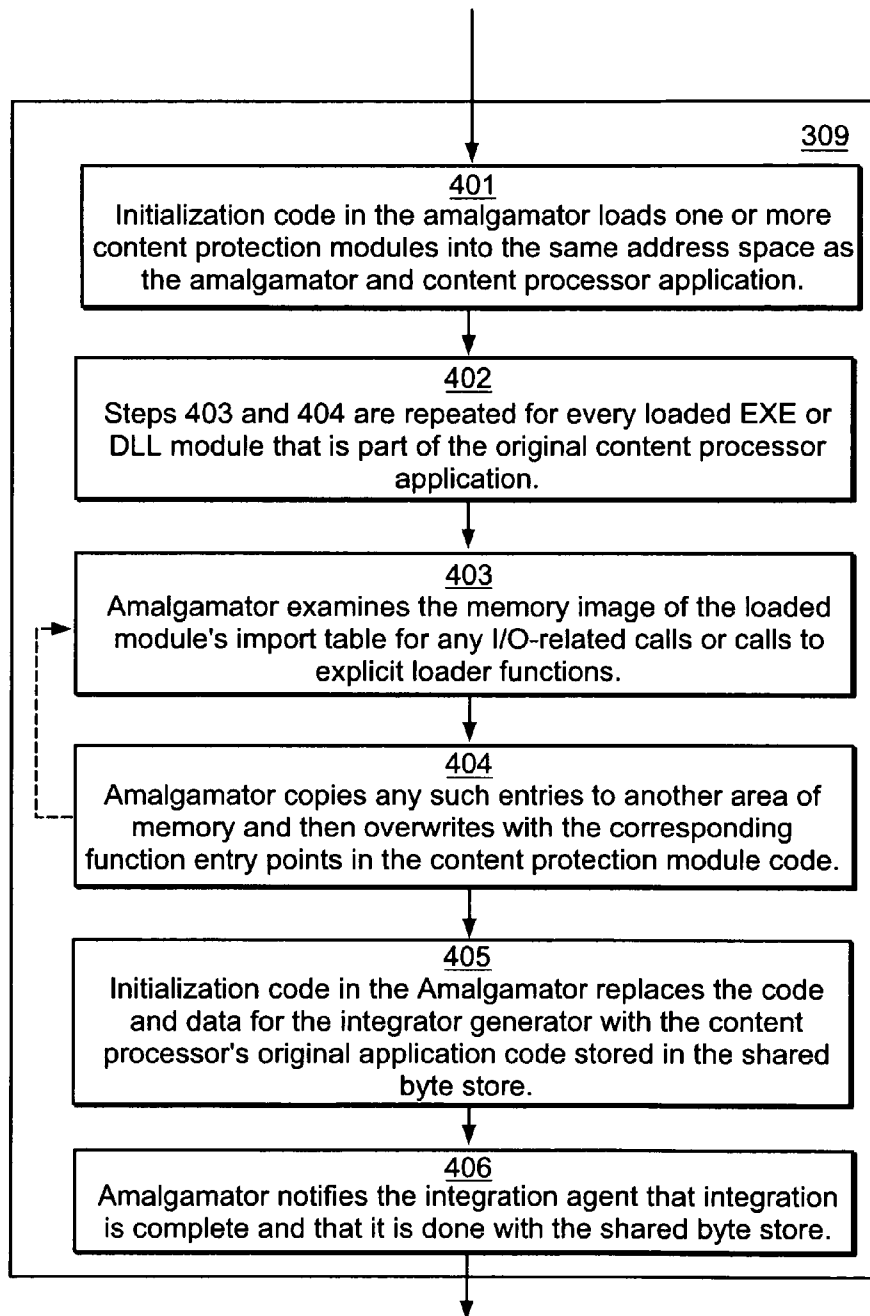 309
401
Initialization code in the amalgamator loads one or more
content protection modules into the same address space as
the amalgamator and content processor application.
402
Steps 403 and 404 are repeated for every loaded EXE or
DLL module that is part of the original content processor
application.
403
Amalgamator examines the memory image of the loaded
module's import table for any I/O-related calls or calls to
explicit loader functions.
404
Amalgamator copies any such entries to another area of
memory and then overwrites with the corresponding
function entry points in the content protection module code.
405
Initialization code in the Amalgamator replaces the code
and data for the integrator generator with the content
processor's original application code stored in the shared
byte store.
406
Amalgamator notifies the integration agent that integration
is complete and that it is done with the shared byte store.